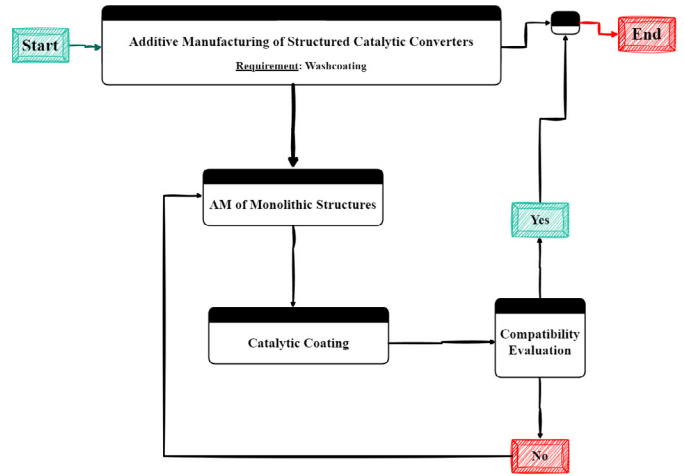 Start
Additive Manufacturing of Structured Catalytic Converters
Requirement: Washcoating
End
AM of Monolithic Structures
Yes
Catalytic Coating
Compatibility
Evaluation
No